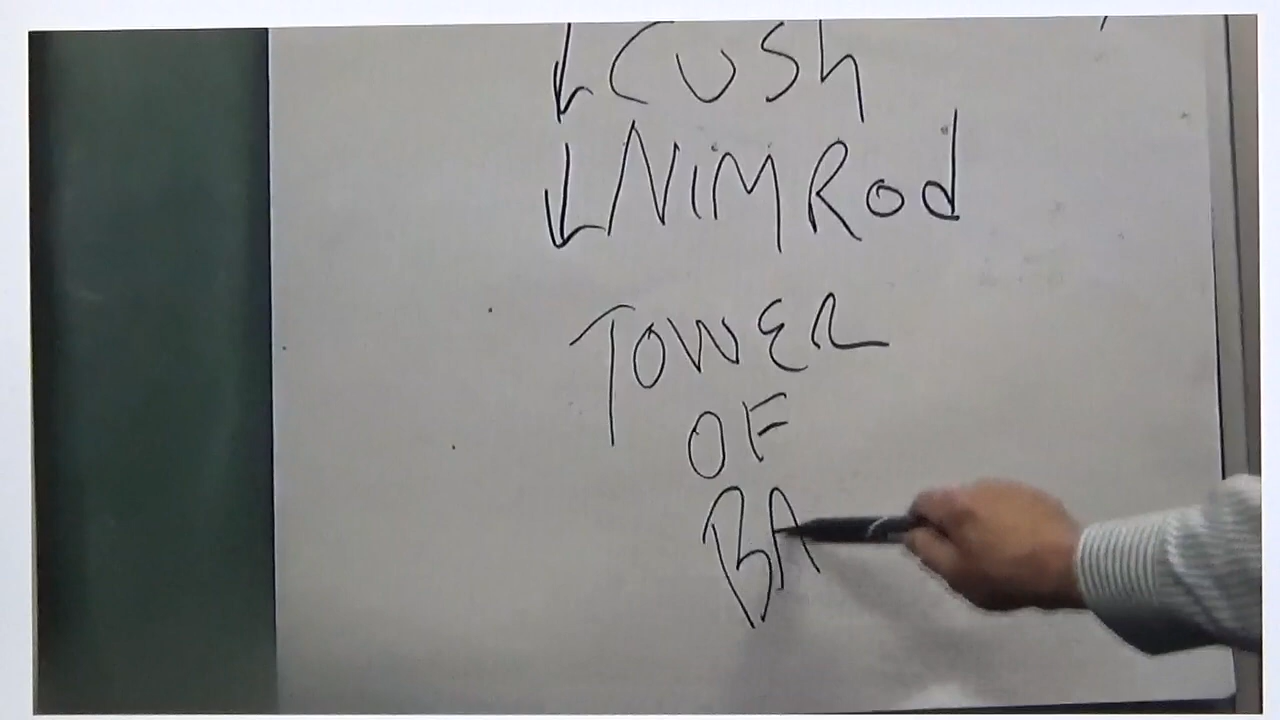 ↓ Cush
↓ NiMRod
TOWER
OF
BA